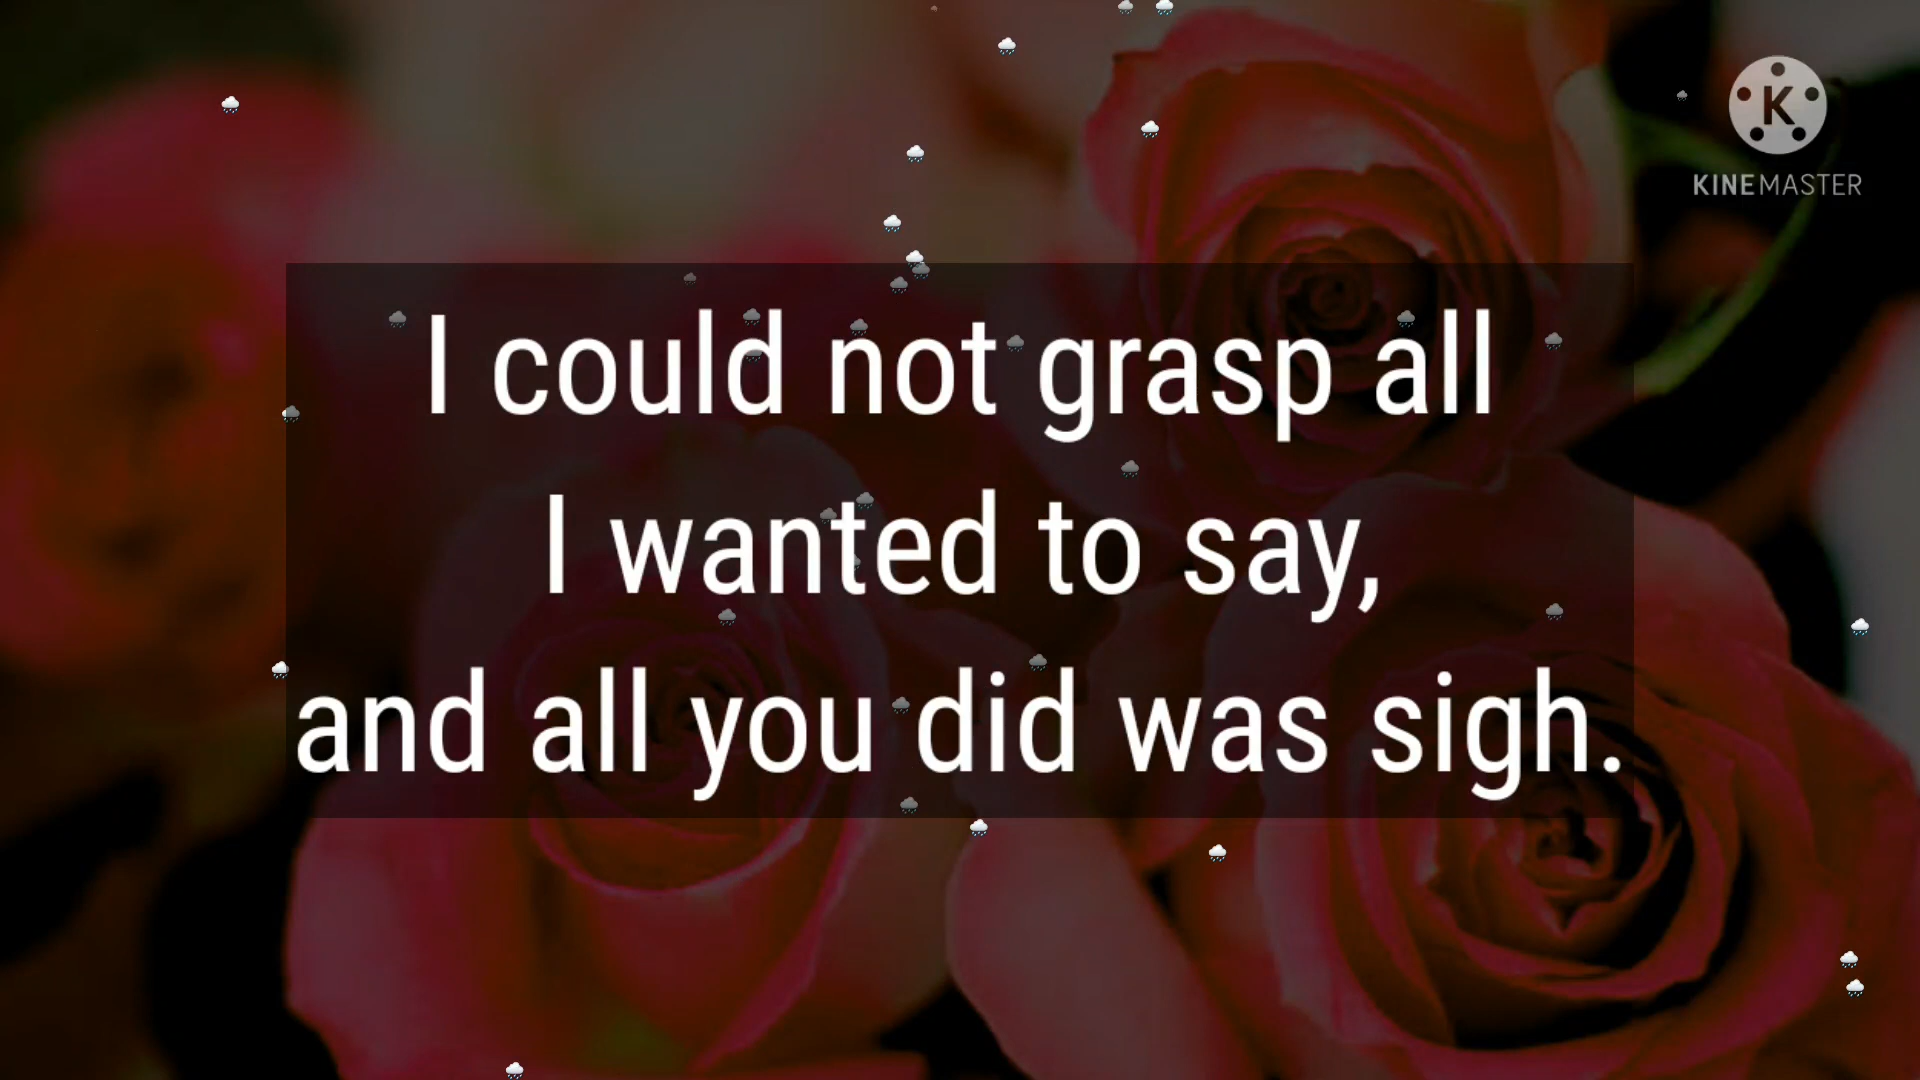 K
KINEMASTER
I could not grasp all
I wanted to say,
and all you did was sigh.